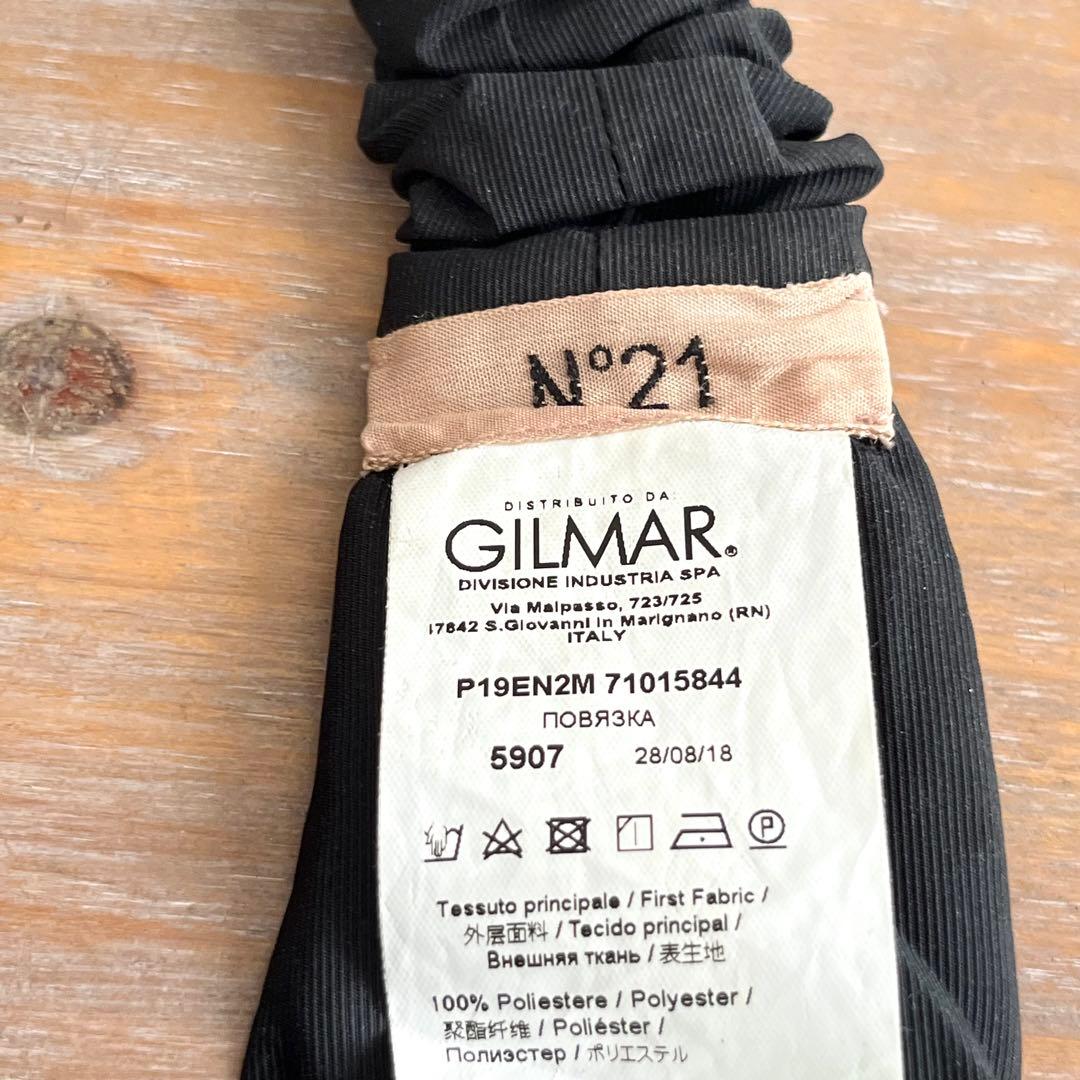 N°21
DISTRIBUITO DA:
GILMAR®
DIVISIONE INDUSTRIA SPA
Via Malpasso, 723/725
17842 S.Giovanni in Marignano (RN)
ITALY
P19EN2M 71015844
ПОВЯЗКА
5907 28/08/18
P
Tessuto principale / First Fabric /
外层面料 / Tecido principal /
Внешняя ткань / 表生地
100% Poliestere / Polyester /
聚酯纤维 / Poliéster /
Полиэстер / ポリエステル